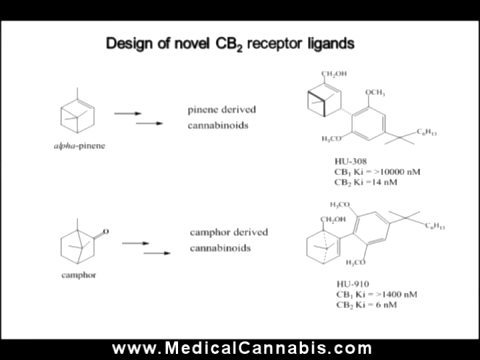 Design of novel CB₂ receptor ligands
CH₂OH
OCH₃
pinene derived
cannabinoids
H₃CO
C₆H₁₃
alpha-pinene
HU-308
CB₁ Ki = >10000 nM
CB₂ Ki =14 nM
H₃CO
CH₂OH
O
camphor derived
cannabinoids
C₆H₁₃
H₃CO
camphor
HU-910
CB₁ Ki = >1400 nM
CB₂ Ki = 6 nM
www.MedicalCannabis.com